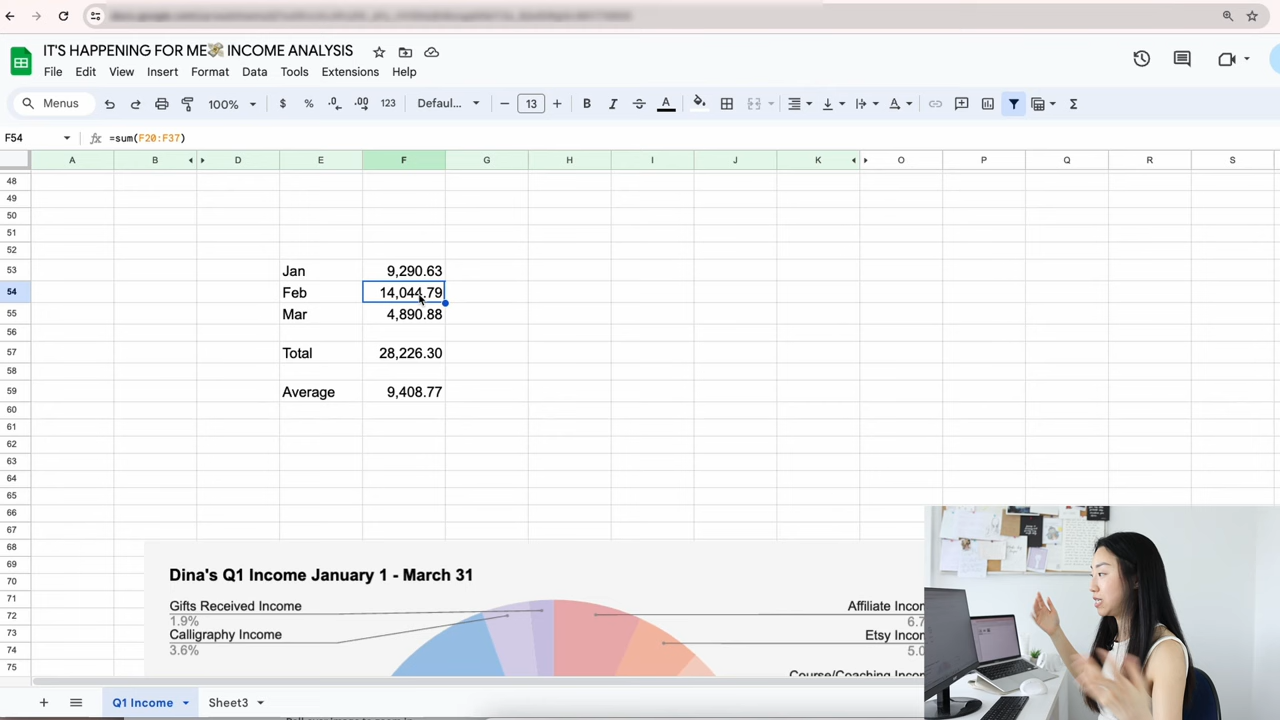 IT'S HAPPENING FOR ME💸 INCOME ANALYSIS
File Edit View Insert Format Data Tools Extensions Help
Menus 100% $ % .0 .00 123 Defaul... − 13 + B I A
F54 =sum(F20:F37)
A B D E F G H I J K O P Q R S
48
49
50
51
52
53 Jan 9,290.63
54 Feb 14,044.79
55 Mar 4,890.88
56
57 Total 28,226.30
58
59 Average 9,408.77
60
61
62
63
64
65
66
67
68
69 Dina's Q1 Income January 1 - March 31
70
71 Gifts Received Income Affiliate Incon
72 1.9% 6.7
73 Calligraphy Income Etsy Incon
74 3.6% 5.0
75 Course/Coaching Income
+ Q1 Income Sheet3